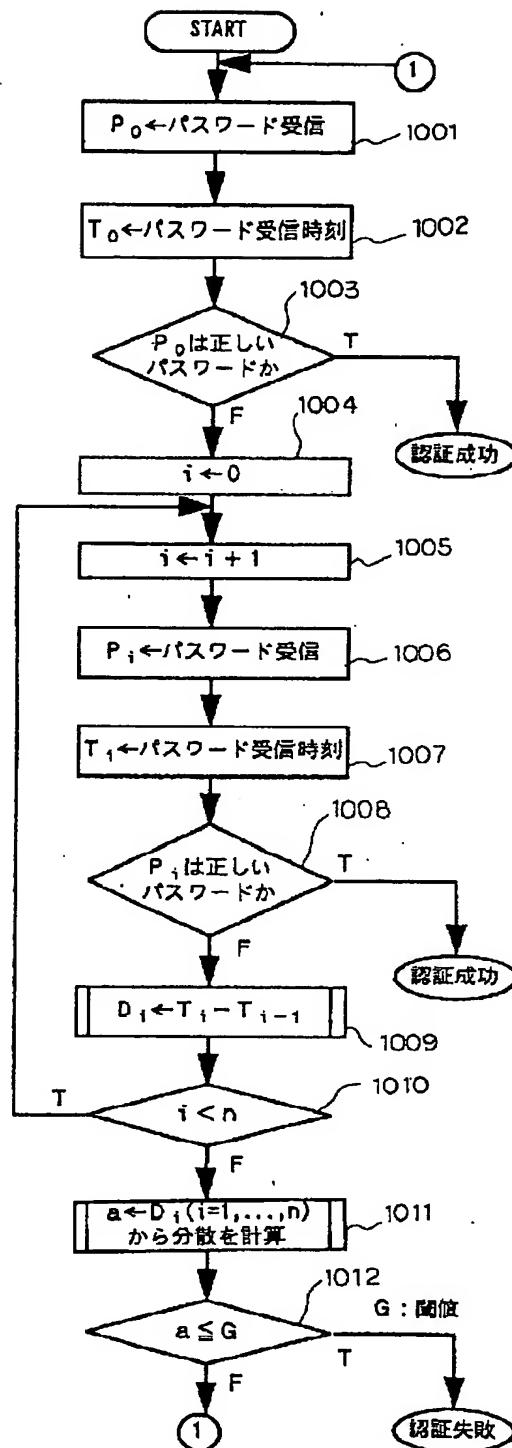 START
1
P₀←パスワード受信
1001
T₀←パスワード受信時刻
1002
1003
P₀は正しい
パスワードか
T
F
認証成功
1004
i←0
1005
i←i+1
Pᵢ←パスワード受信
1006
Tᵢ←パスワード受信時刻
1007
1008
Pᵢは正しい
パスワードか
T
F
認証成功
Dᵢ←Tᵢ−Tᵢ₋₁
1009
1010
T
i<n
F
a←Dᵢ(i=1,...,n)
から分散を計算
1011
1012
G:閾値
a≦G
T
F
1
認証失敗